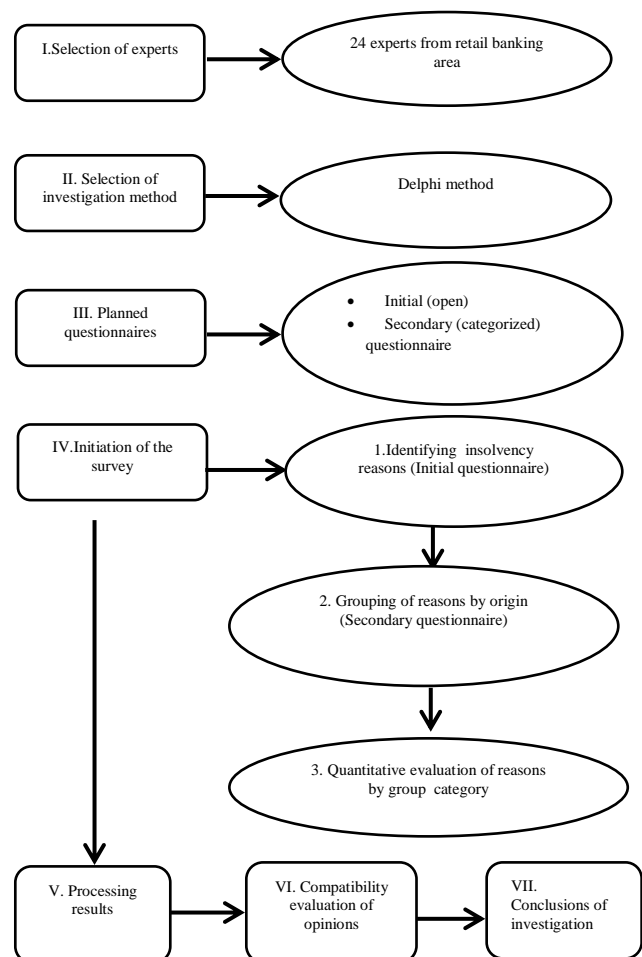 I.Selection of experts
24 experts from retail banking
area
II. Selection of
investigation method
Delphi method
III. Planned
questionnaires
• Initial (open)
• Secondary (categorized)
questionnaire
IV.Initiation of the
survey
1.Identifying insolvency
reasons (Initial questionnaire)
2. Grouping of reasons by origin
(Secondary questionnaire)
3. Quantitative evaluation of reasons
by group category
V. Processing
results
VI. Compatibility
evaluation of
opinions
VII.
Conclusions of
investigation